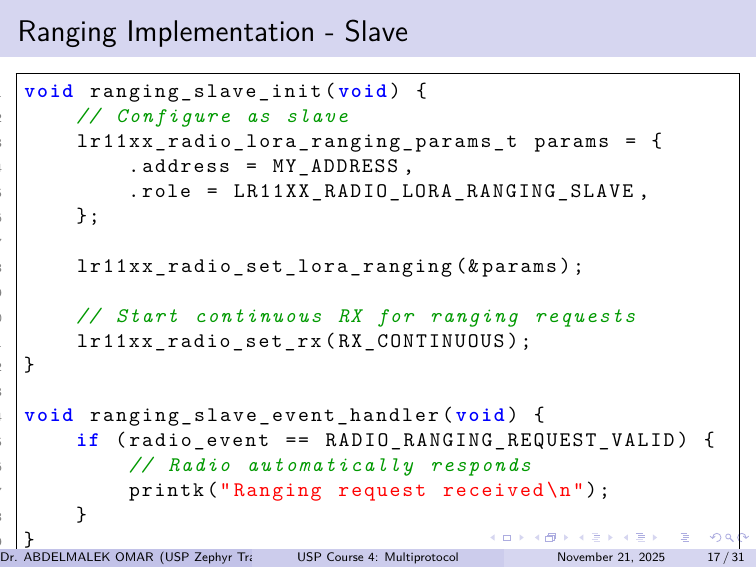 Ranging Implementation - Slave
void ranging_slave_init(void) {
    // Configure as slave
    lr11xx_radio_lora_ranging_params_t params = {
        .address = MY_ADDRESS,
        .role = LR11XX_RADIO_LORA_RANGING_SLAVE,
    };

    lr11xx_radio_set_lora_ranging(&params);

    // Start continuous RX for ranging requests
    lr11xx_radio_set_rx(RX_CONTINUOUS);
}

void ranging_slave_event_handler(void) {
    if (radio_event == RADIO_RANGING_REQUEST_VALID) {
        // Radio automatically responds
        printk("Ranging request received\n");
    }
}
Dr. ABDELMALEK OMAR (USP Zephyr Tra
USP Course 4: Multiprotocol
November 21, 2025
17 / 31